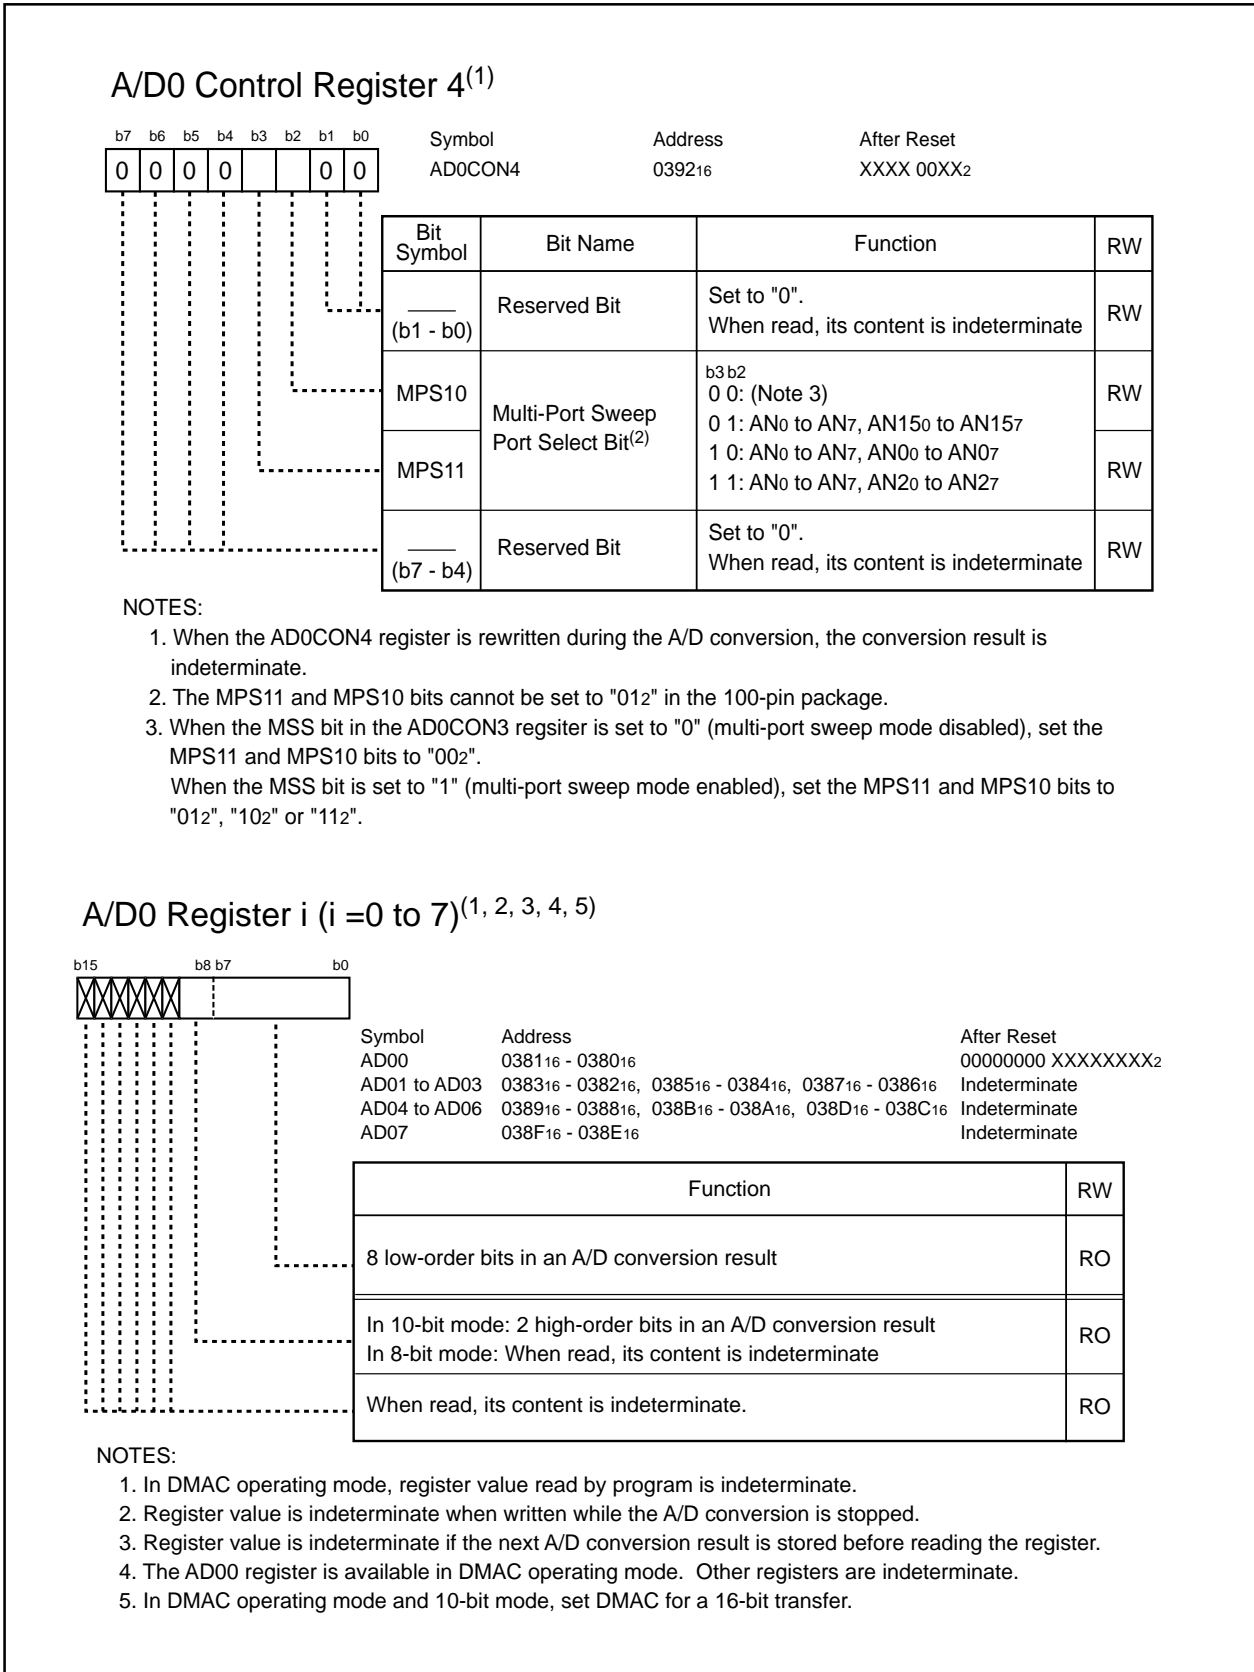 A/D0 Control Register 4(1)
b7 b6 b5 b4 b3 b2 b1 b0
Symbol Address After Reset
0 0 0 0 0 0
AD0CON4 039216 XXXX 00XX2
Bit Symbol Bit Name Function RW
(b1 - b0) Reserved Bit Set to "0".
When read, its content is indeterminate RW
b3 b2
MPS10 0 0: (Note 3) RW
Multi-Port Sweep 0 1: AN0 to AN7, AN150 to AN157
Port Select Bit(2) 1 0: AN0 to AN7, AN00 to AN07
MPS11 1 1: AN0 to AN7, AN20 to AN27 RW
(b7 - b4) Reserved Bit Set to "0".
When read, its content is indeterminate RW
NOTES:
1. When the AD0CON4 register is rewritten during the A/D conversion, the conversion result is
indeterminate.
2. The MPS11 and MPS10 bits cannot be set to "012" in the 100-pin package.
3. When the MSS bit in the AD0CON3 regsiter is set to "0" (multi-port sweep mode disabled), set the
MPS11 and MPS10 bits to "002".
When the MSS bit is set to "1" (multi-port sweep mode enabled), set the MPS11 and MPS10 bits to
"012", "102" or "112".
A/D0 Register i (i =0 to 7)(1, 2, 3, 4, 5)
b15 b8 b7 b0
Symbol Address After Reset
AD00 038116 - 038016 00000000 XXXXXXXX2
AD01 to AD03 038316 - 038216, 038516 - 038416, 038716 - 038616 Indeterminate
AD04 to AD06 038916 - 038816, 038B16 - 038A16, 038D16 - 038C16 Indeterminate
AD07 038F16 - 038E16 Indeterminate
Function RW
8 low-order bits in an A/D conversion result RO
In 10-bit mode: 2 high-order bits in an A/D conversion result
In 8-bit mode: When read, its content is indeterminate RO
When read, its content is indeterminate. RO
NOTES:
1. In DMAC operating mode, register value read by program is indeterminate.
2. Register value is indeterminate when written while the A/D conversion is stopped.
3. Register value is indeterminate if the next A/D conversion result is stored before reading the register.
4. The AD00 register is available in DMAC operating mode.  Other registers are indeterminate.
5. In DMAC operating mode and 10-bit mode, set DMAC for a 16-bit transfer.